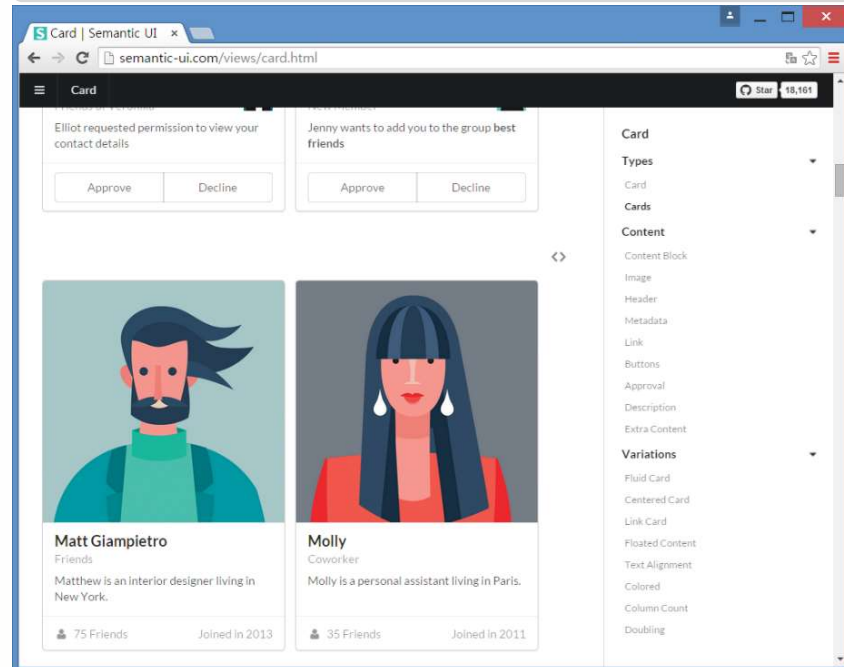 Card | Semantic UI
semantic-ui.com/views/card.html
Card
Star 18,161
Friends of Veronika
Elliot requested permission to view your
contact details
Approve Decline
New Member
Jenny wants to add you to the group best
friends
Approve Decline
Matt Giampietro
Friends
Matthew is an interior designer living in
New York.
75 Friends Joined in 2013
Molly
Coworker
Molly is a personal assistant living in Paris.
35 Friends Joined in 2011
Card
Types
Card
Cards
Content
Content Block
Image
Header
Metadata
Link
Buttons
Approval
Description
Extra Content
Variations
Fluid Card
Centered Card
Link Card
Floated Content
Text Alignment
Colored
Column Count
Doubling